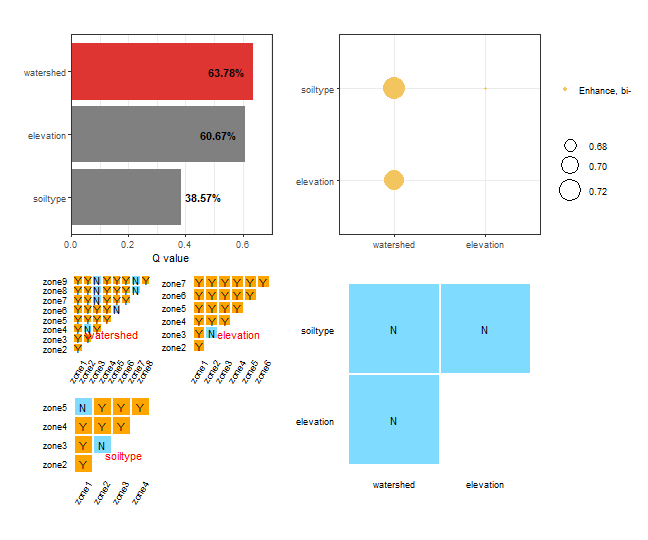 watershed
63.78%
elevation
60.67%
soiltype
38.57%
0.0 0.2 0.4 0.6
Q value
soiltype
elevation
watershed elevation
Enhance, bi-
0.68
0.70
0.72
zone9 Y Y N Y Y Y N Y
zone8 Y Y N Y Y Y N
zone7 Y Y N Y Y Y
zone6 Y Y Y Y N
zone5 Y Y Y Y
zone4 Y N Y
zone3 Y Y
zone2 Y
watershed
zone1 zone2 zone3 zone4 zone5 zone6 zone7 zone8
zone7 Y Y Y Y Y Y
zone6 Y Y Y Y Y
zone5 Y Y Y Y
zone4 Y Y Y
zone3 Y N
zone2 Y
elevation
zone1 zone2 zone3 zone4 zone5 zone6
zone5 N Y Y Y
zone4 Y Y Y
zone3 Y N
zone2 Y
soiltype
zone1 zone2 zone3 zone4
soiltype N N
elevation N
watershed elevation